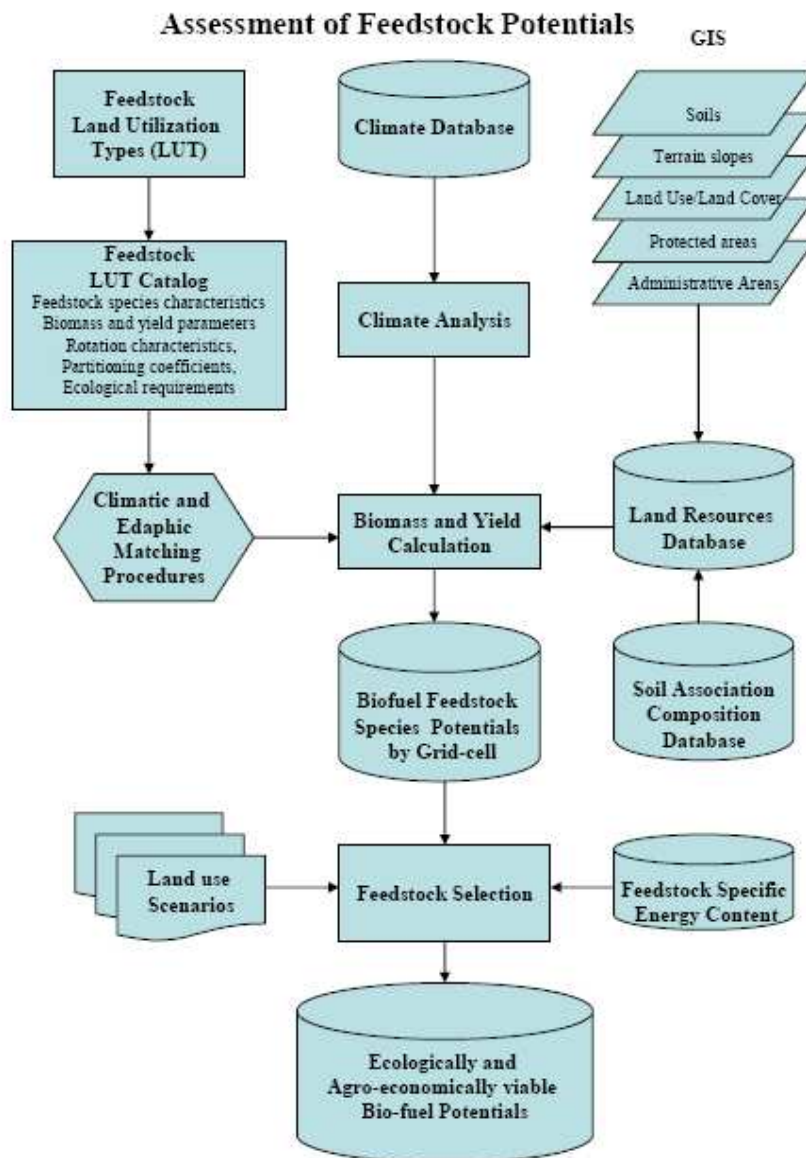 Assessment of Feedstock Potentials
GIS
Feedstock
Land Utilization
Types (LUT)
Climate Database
Soils
Terrain slopes
Land Use/Land Cover
Protected areas
Administrative Areas
Feedstock
LUT Catalog
Feedstock species characteristics
Biomass and yield parameters
Rotation characteristics,
Partitioning coefficients,
Ecological requirements
Climate Analysis
Climatic and
Edaphic
Matching
Procedures
Biomass and Yield
Calculation
Land Resources
Database
Biofuel Feedstock
Species Potentials
by Grid-cell
Soil Association
Composition
Database
Land use
Scenarios
Feedstock Selection
Feedstock Specific
Energy Content
Ecologically and
Agro-economically viable
Bio-fuel Potentials